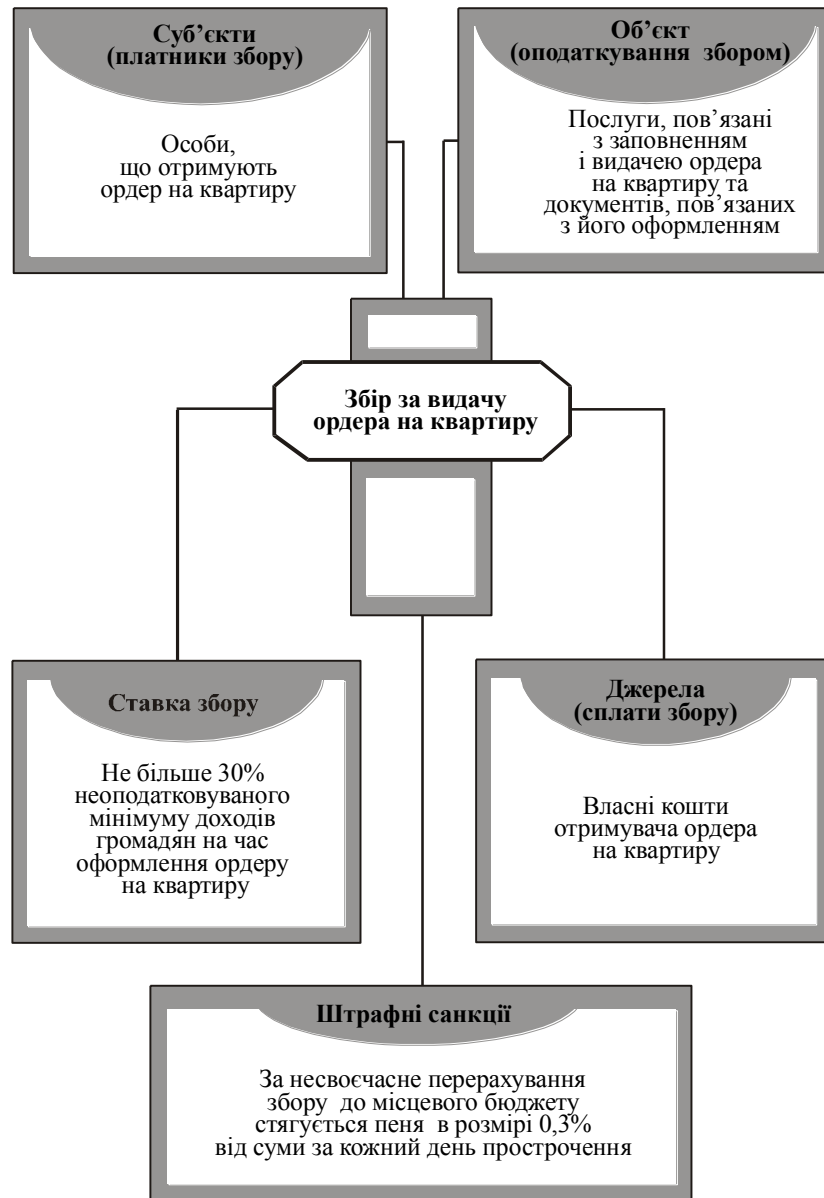 Суб’єкти
(платники збору)
Особи,
що отримують
ордер на квартиру
Об’єкт
(оподаткування збором)
Послуги, пов’язані
з заповненням
і видачею ордера
на квартиру та
документів, пов’язаних
з його оформленням
Збір за видачу
ордера на квартиру
Ставка збору
Не більше 30%
неоподатковуваного
мінімуму доходів
громадян на час
оформлення ордеру
на квартиру
Джерела
(сплати збору)
Власні кошти
отримувача ордера
на квартиру
Штрафні санкції
За несвоєчасне перерахування
збору до місцевого бюджету
стягується пеня в розмірі 0,3%
від суми за кожний день прострочення